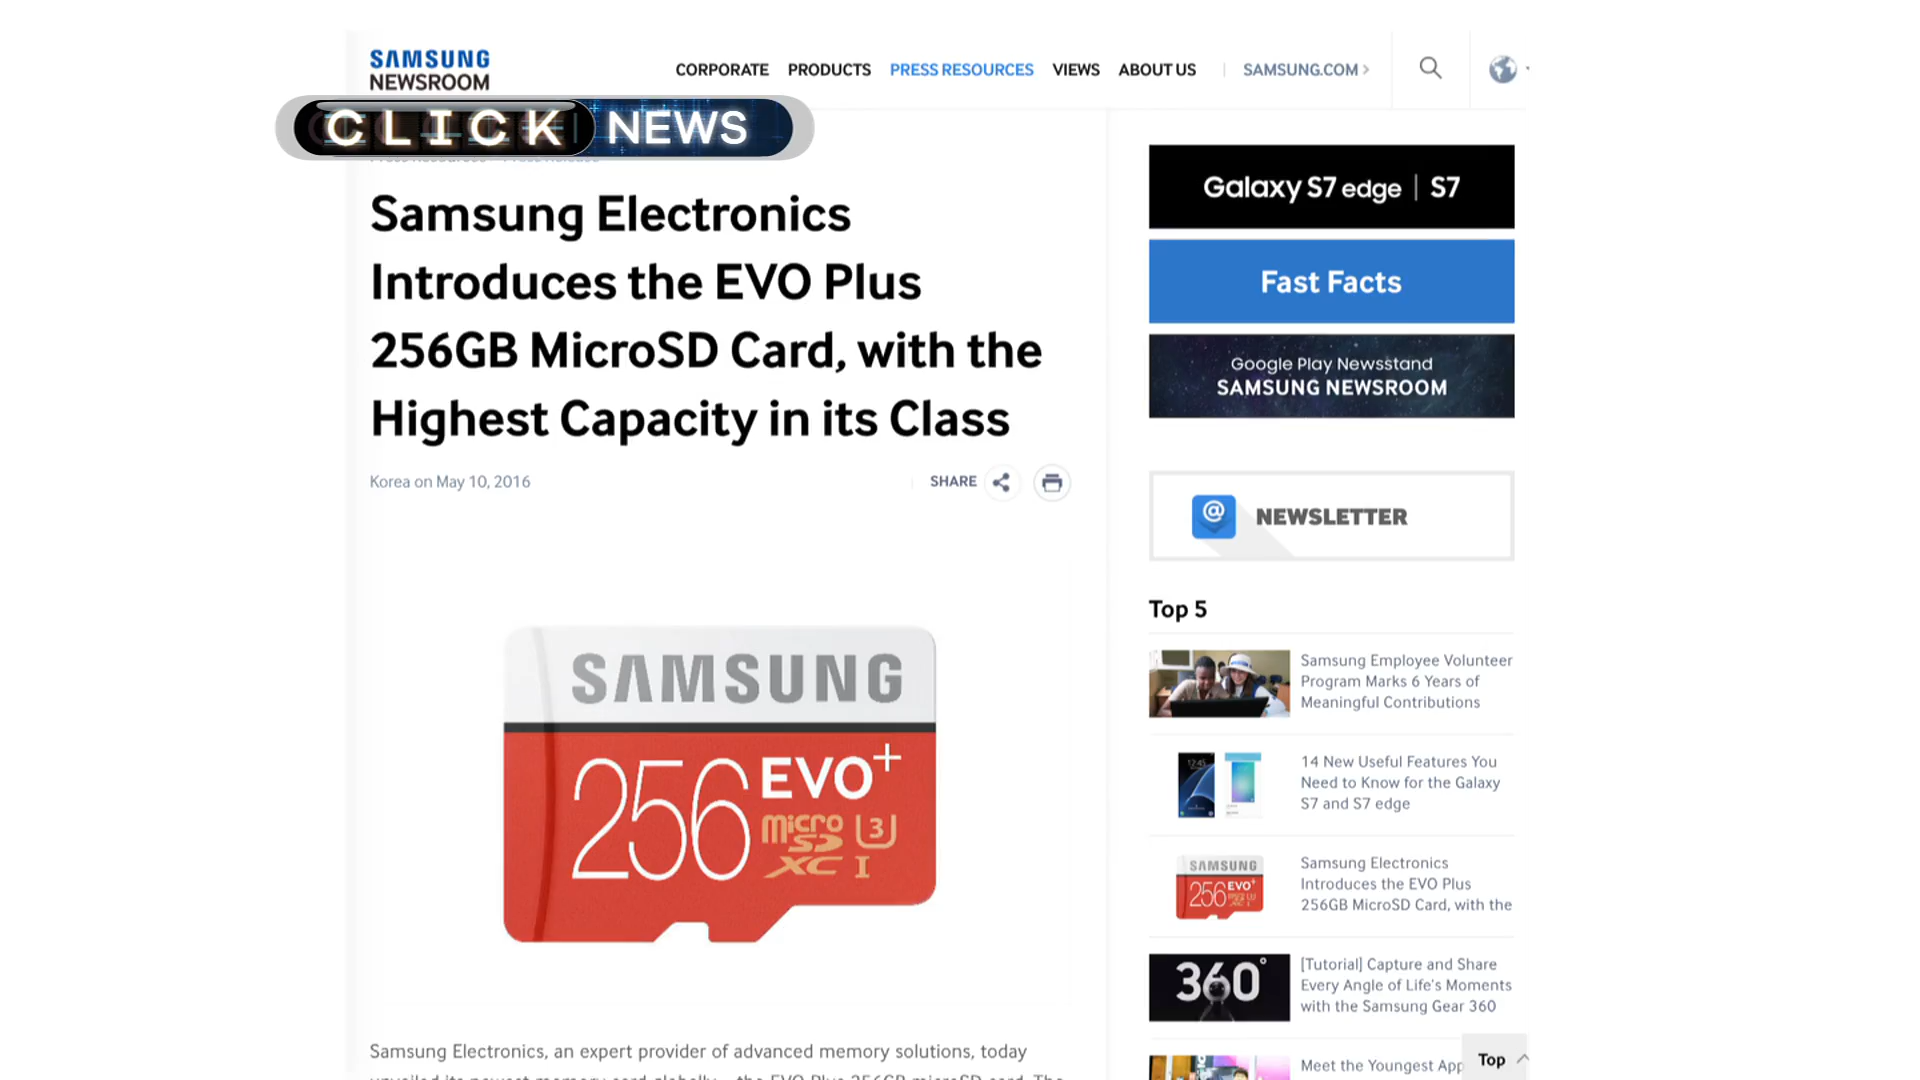 SAMSUNG
NEWSROOM
CORPORATE PRODUCTS PRESS RESOURCES VIEWS ABOUT US SAMSUNG.COM
CLICK NEWS
Samsung Electronics
Introduces the EVO Plus
256GB MicroSD Card, with the
Highest Capacity in its Class
Korea on May 10, 2016
SHARE
SAMSUNG
256 EVO+
micro SD XC I U3
Samsung Electronics, an expert provider of advanced memory solutions, today
Galaxy S7 edge | S7
Fast Facts
Google Play Newsstand
SAMSUNG NEWSROOM
@ NEWSLETTER
Top 5
Samsung Employee Volunteer
Program Marks 6 Years of
Meaningful Contributions
12:45
14 New Useful Features You
Need to Know for the Galaxy
S7 and S7 edge
SAMSUNG
256 EVO+
Samsung Electronics
Introduces the EVO Plus
256GB MicroSD Card, with the
360°
[Tutorial] Capture and Share
Every Angle of Life's Moments
with the Samsung Gear 360
Meet the Youngest App
Top